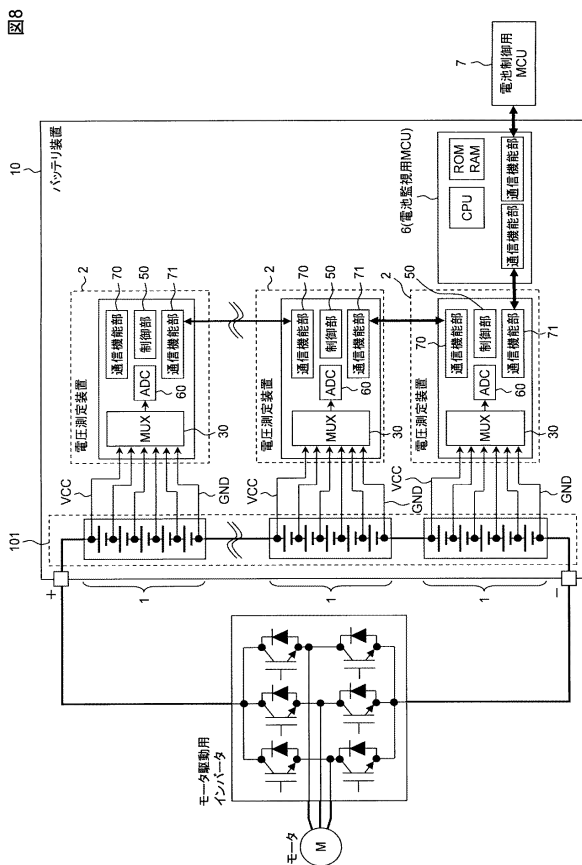 図8
10
バッテリ装置
7
電池制御用
MCU
6(電池監視用MCU)
CPU
ROM
RAM
通信機能部
通信機能部
101
+
VCC
GND
1
電圧測定装置
2
MUX
30
ADC
60
通信機能部
70
制御部
50
通信機能部
71
VCC
GND
1
電圧測定装置
2
MUX
30
ADC
60
通信機能部
70
制御部
50
通信機能部
71
VCC
GND
1
−
電圧測定装置
2
MUX
30
ADC
60
通信機能部
70
制御部
50
通信機能部
71
モータ駆動用
インバータ
モータ
M